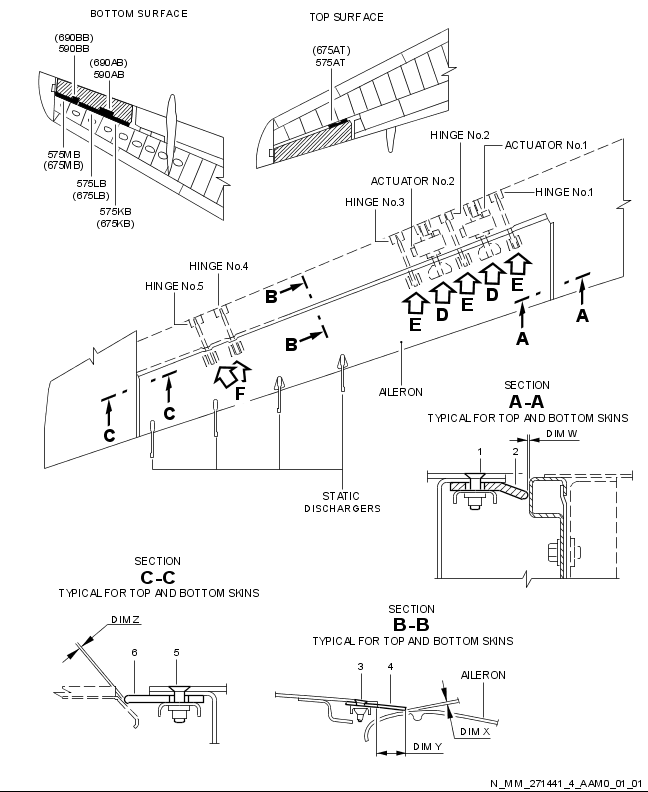 BOTTOM SURFACE
TOP SURFACE
(690BB)
590BB
(690AB)
590AB
(675AT)
575AT
575MB
(675MB)
575LB
(675LB)
575KB
(675KB)
HINGE No.2
ACTUATOR No.1
ACTUATOR No.2
HINGE No.1
HINGE No.3
HINGE No.4
HINGE No.5
B
B
E
D
E
D
E
A
A
F
C
C
AILERON
STATIC
DISCHARGERS
SECTION
A-A
TYPICAL FOR TOP AND BOTTOM SKINS
DIM W
1
2
SECTION
C-C
TYPICAL FOR TOP AND BOTTOM SKINS
DIM Z
6
5
SECTION
B-B
TYPICAL FOR TOP AND BOTTOM SKINS
3
4
AILERON
DIM X
DIM Y
N_MM_271441_4_AAM0_01_01